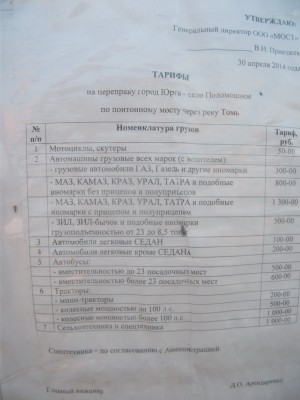 УТВЕРЖДАЮ:
Генеральный директор ООО «МОСТ»
В.Н.
30 апреля 2014 года
ТАРИФЫ
на переправу город Юрга – село Поломошное
по понтонному мосту через реку Томь
№ п/п Номенклатура грузов Тариф, руб.
1 Мотоциклы, скутеры 50-00
2 Автомашины грузовые всех марок (с водителем):
- грузовые автомобили ГАЗ, Газель и другие иномарки 300-00
- МАЗ, КАМАЗ, КРАЗ, УРАЛ, ТАТРА и подобные 800-00
иномарки без прицепов и полуприцепов
- МАЗ, КАМАЗ, КРАЗ, УРАЛ, ТАТРА и подобные 1 300-00
иномарки с прицепом и полуприцепом
- ЗИЛ, ЗИЛ-бычок и подобные иномарки 500-00
грузоподъемностью от 23 до 8,5 тонн
3 Автомобили легковые СЕДАН 100-00
4 Автомобили легковые кроме СЕДАНА 200-00
5 Автобусы:
- вместительностью до 23 посадочных мест 500-00
- вместительностью более 23 посадочных мест 600-00
6 Тракторы:
- мини-тракторы 200-00
- колесные мощностью до 100 л.с. 500-00
- колесные мощностью более 100 л.с. 1 000-00
7 Сельхозтехника и спецтехника 1 000-00
Спецтехника – по согласованию с Администрацией
Главный инженер